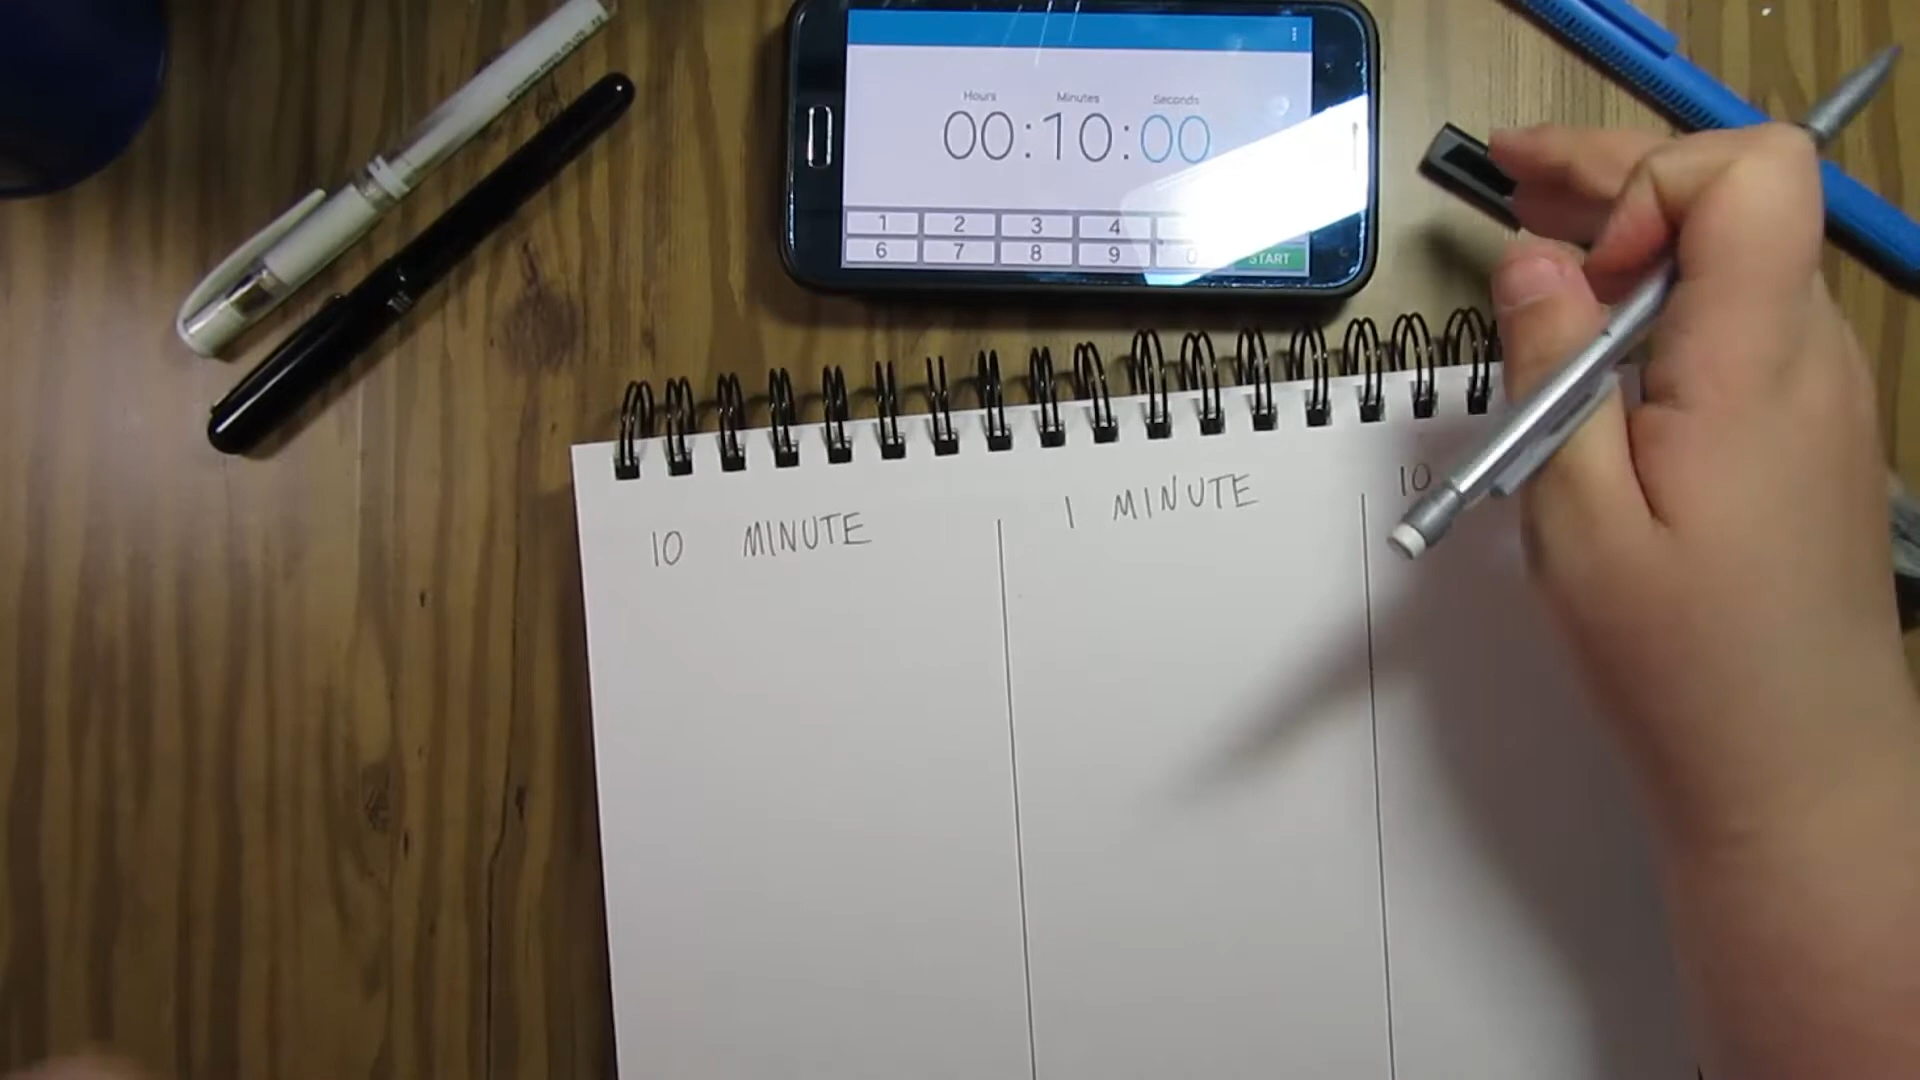 Hours Minutes Seconds
00:10:00
1 2 3 4
6 7 8 9 0 START
10 MINUTE
1 MINUTE
10